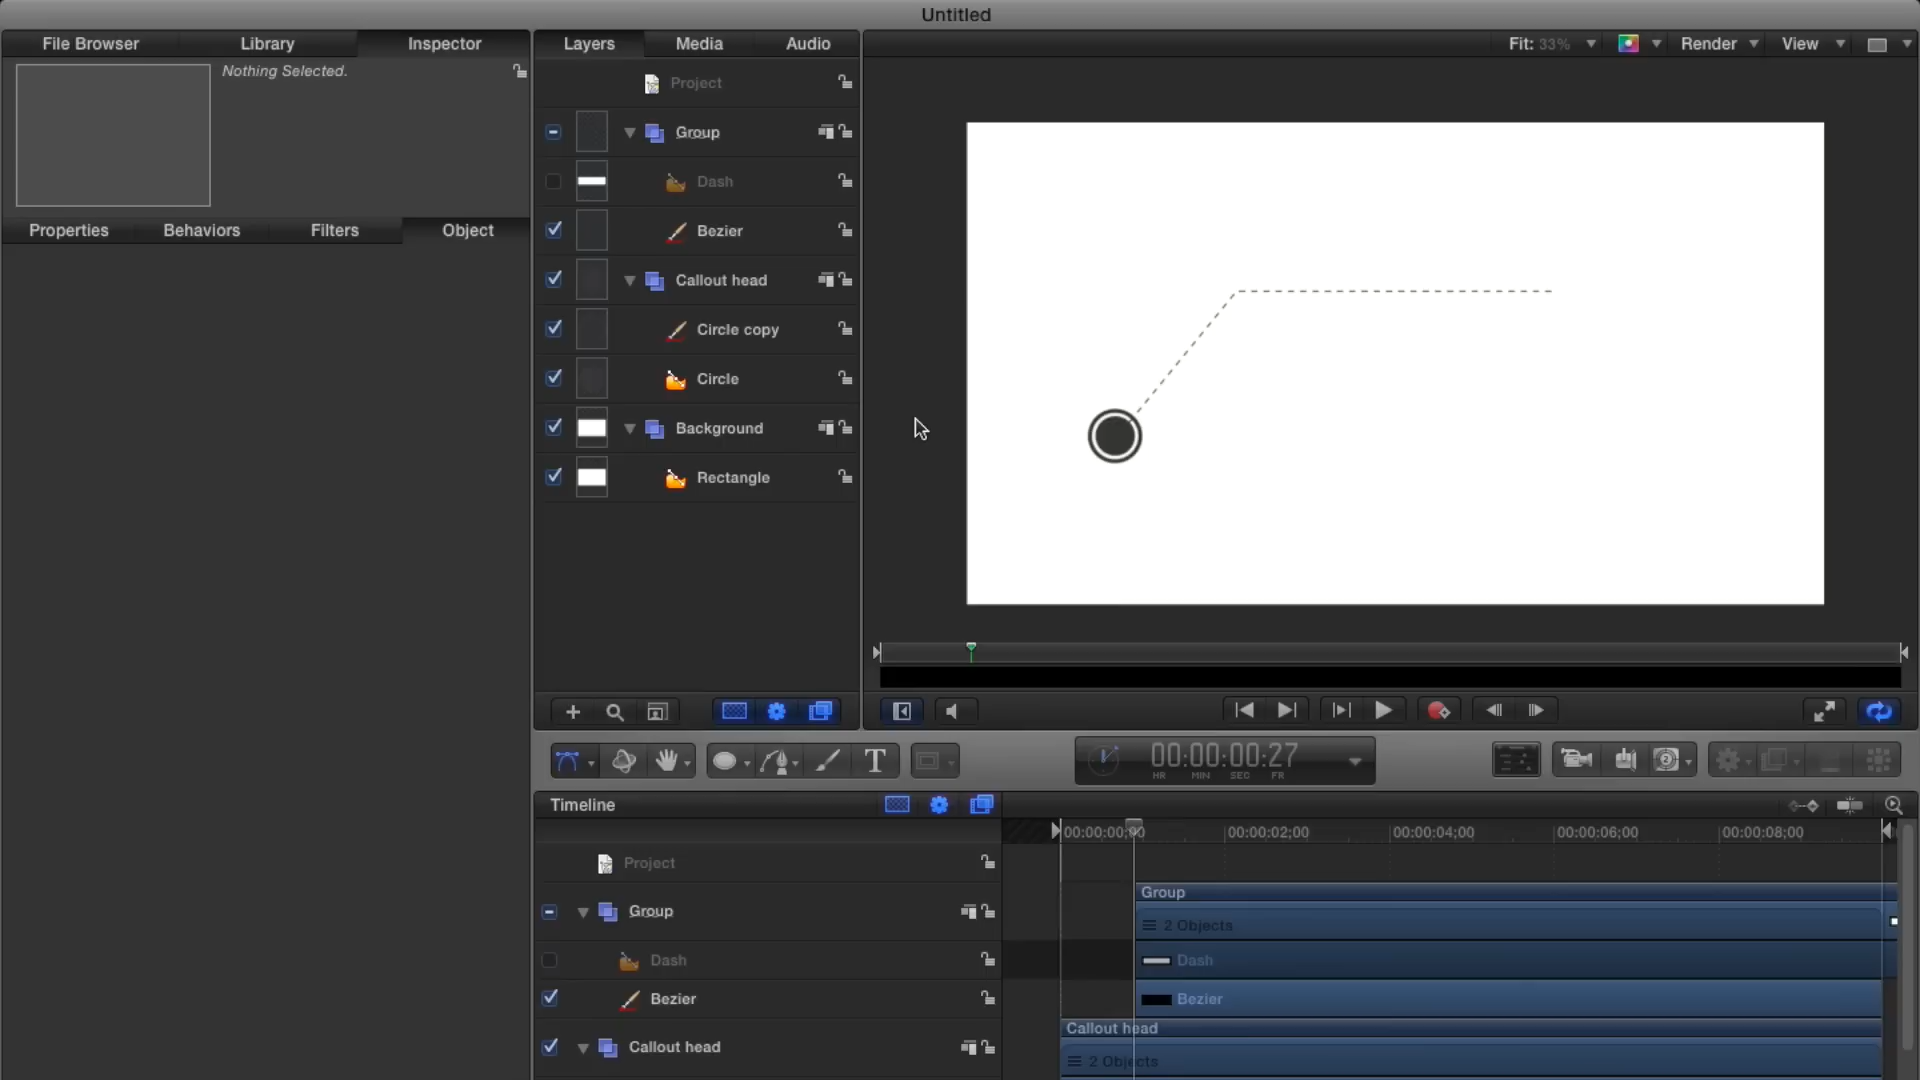 Untitled
File Browser
Library
Inspector
Layers
Media
Audio
Fit: 33%
Render
View
Nothing Selected.
Project
Group
Dash
Bezier
Callout head
Circle copy
Circle
Background
Rectangle
Properties
Behaviors
Filters
Object
T
00:00:00:27
HR MIN SEC FR
Timeline
00:00:00;00
00:00:02;00
00:00:04;00
00:00:06;00
00:00:08;00
Project
Group
Dash
Bezier
Callout head
Group
2 Objects
Dash
Bezier
Callout head
2 Objects